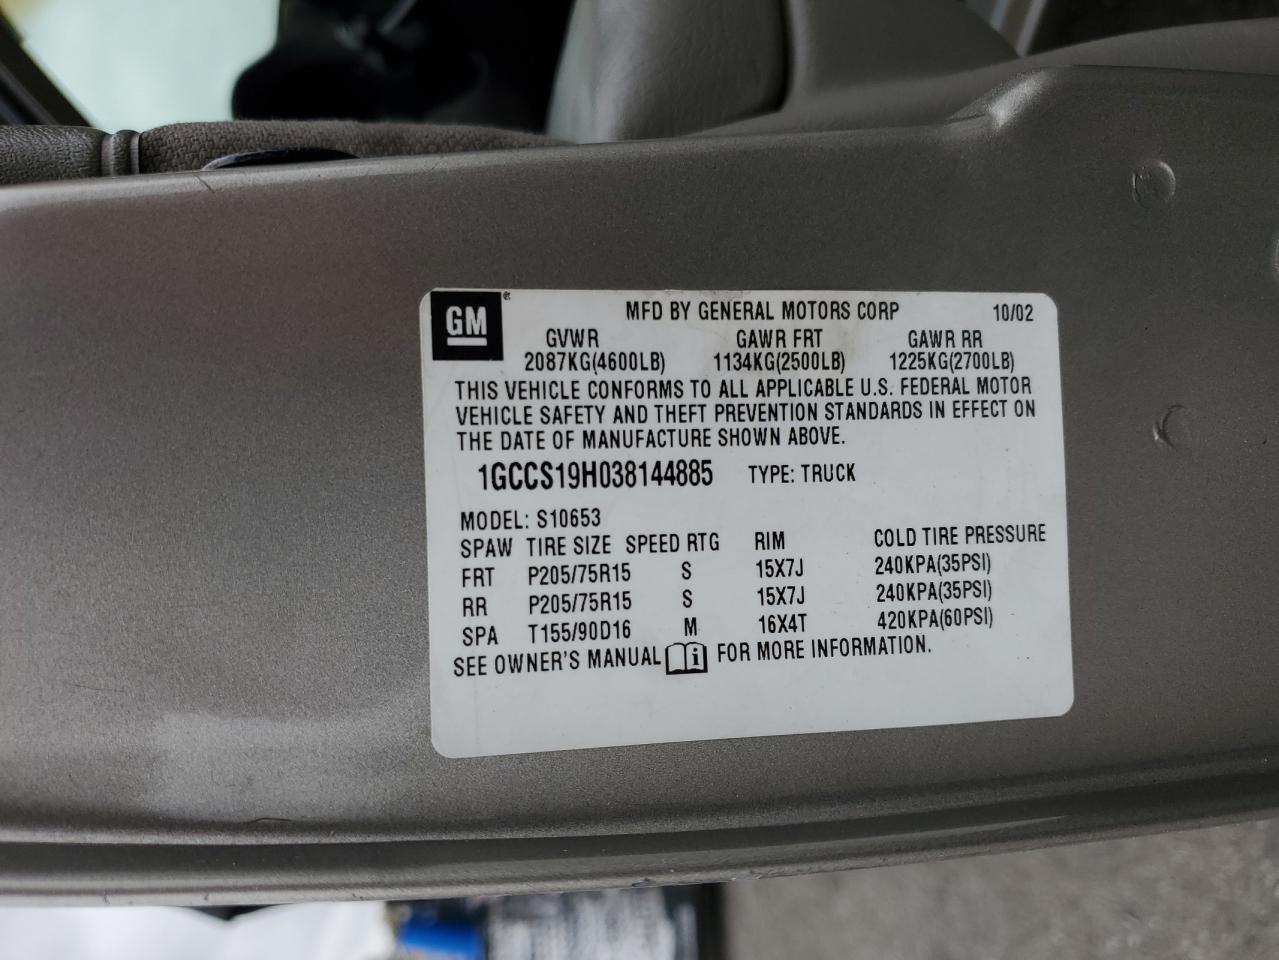 GM® MFD BY GENERAL MOTORS CORP 10/02
GVWR GAWR FRT GAWR RR
2087KG(4600LB) 1134KG(2500LB) 1225KG(2700LB)
THIS VEHICLE CONFORMS TO ALL APPLICABLE U.S. FEDERAL MOTOR
VEHICLE SAFETY AND THEFT PREVENTION STANDARDS IN EFFECT ON
THE DATE OF MANUFACTURE SHOWN ABOVE.
1GCCS19H038144885 TYPE: TRUCK
MODEL: S10653
SPAW TIRE SIZE SPEED RTG RIM COLD TIRE PRESSURE
FRT P205/75R15 S 15X7J 240KPA(35PSI)
RR P205/75R15 S 15X7J 240KPA(35PSI)
SPA T155/90D16 M 16X4T 420KPA(60PSI)
SEE OWNER'S MANUAL i FOR MORE INFORMATION.